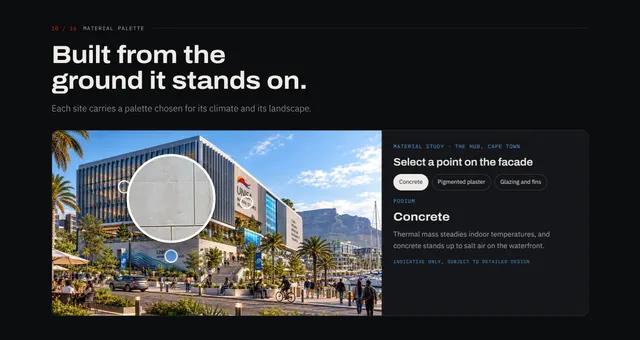 10 / 16 MATERIAL PALETTE
Built from the
ground it stands on.
Each site carries a palette chosen for its climate and its landscape.
MATERIAL STUDY · THE HUB, CAPE TOWN
Select a point on the facade
Concrete
Pigmented plaster
Glazing and fins
PODIUM
Concrete
Thermal mass steadies indoor temperatures, and
concrete stands up to salt air on the waterfront.
INDICATIVE ONLY, SUBJECT TO DETAILED DESIGN